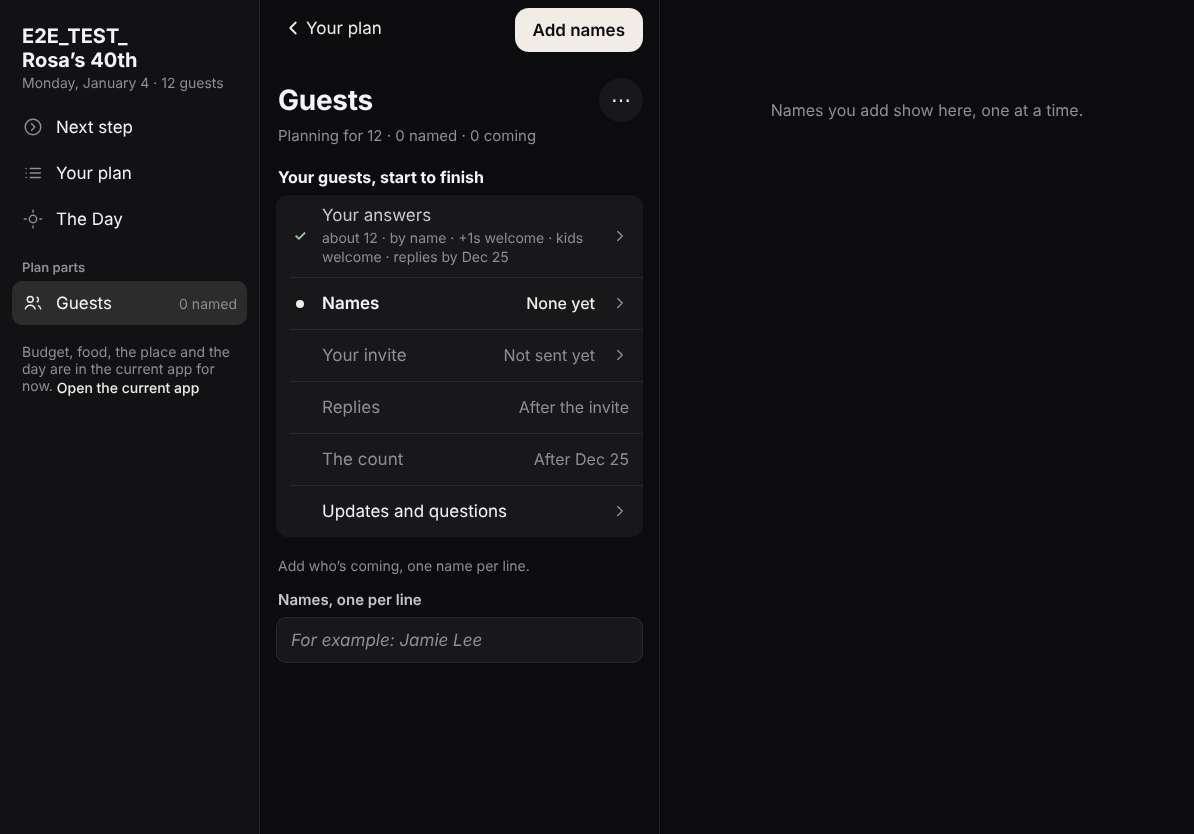 E2E_TEST_
Rosa’s 40th
Monday, January 4 · 12 guests
Next step
Your plan
The Day
Plan parts
Guests 0 named
Budget, food, the place and the
day are in the current app for
now. Open the current app
Your plan
Add names
Guests
Planning for 12 · 0 named · 0 coming
Your guests, start to finish
Your answers
about 12 · by name · +1s welcome · kids
welcome · replies by Dec 25
Names None yet
Your invite Not sent yet
Replies After the invite
The count After Dec 25
Updates and questions
Add who’s coming, one name per line.
Names, one per line
For example: Jamie Lee
Names you add show here, one at a time.